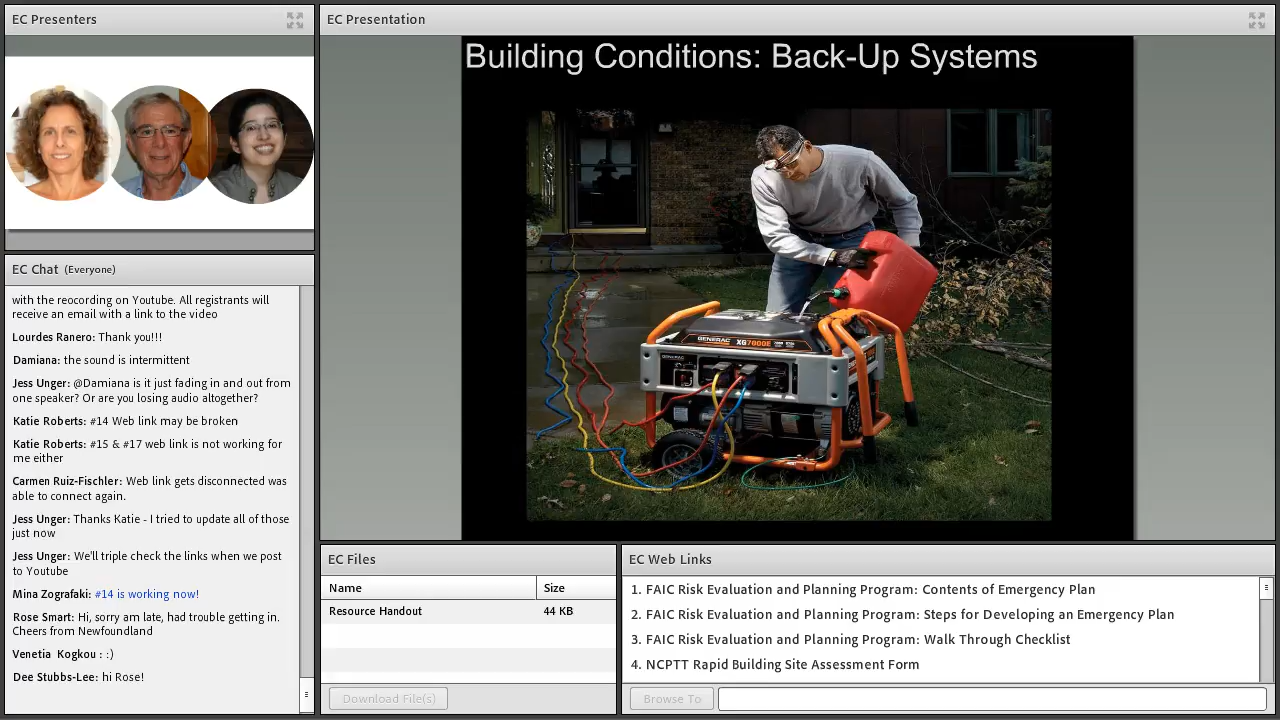 EC Presenters
EC Presentation
Building Conditions: Back-Up Systems
GENERAC
XG7000E
GENERAC
EC Chat (Everyone)
with the reocording on Youtube. All registrants will
receive an email with a link to the video
Lourdes Ranero: Thank you!!!
Damiana: the sound is intermittent
Jess Unger: @Damiana is it just fading in and out from
one speaker? Or are you losing audio altogether?
Katie Roberts: #14 Web link may be broken
Katie Roberts: #15 & #17 web link is not working for
me either
Carmen Ruiz-Fischler: Web link gets disconnected was
able to connect again.
Jess Unger: Thanks Katie - I tried to update all of those
just now
Jess Unger: We'll triple check the links when we post
to Youtube
Mina Zografaki: #14 is working now!
Rose Smart: Hi, sorry am late, had trouble getting in.
Cheers from Newfoundland
Venetia Kogkou : :)
Dee Stubbs-Lee: hi Rose!
EC Files
Name Size
Resource Handout 44 KB
Download File(s)
EC Web Links
1. FAIC Risk Evaluation and Planning Program: Contents of Emergency Plan
2. FAIC Risk Evaluation and Planning Program: Steps for Developing an Emergency Plan
3. FAIC Risk Evaluation and Planning Program: Walk Through Checklist
4. NCPTT Rapid Building Site Assessment Form
Browse To